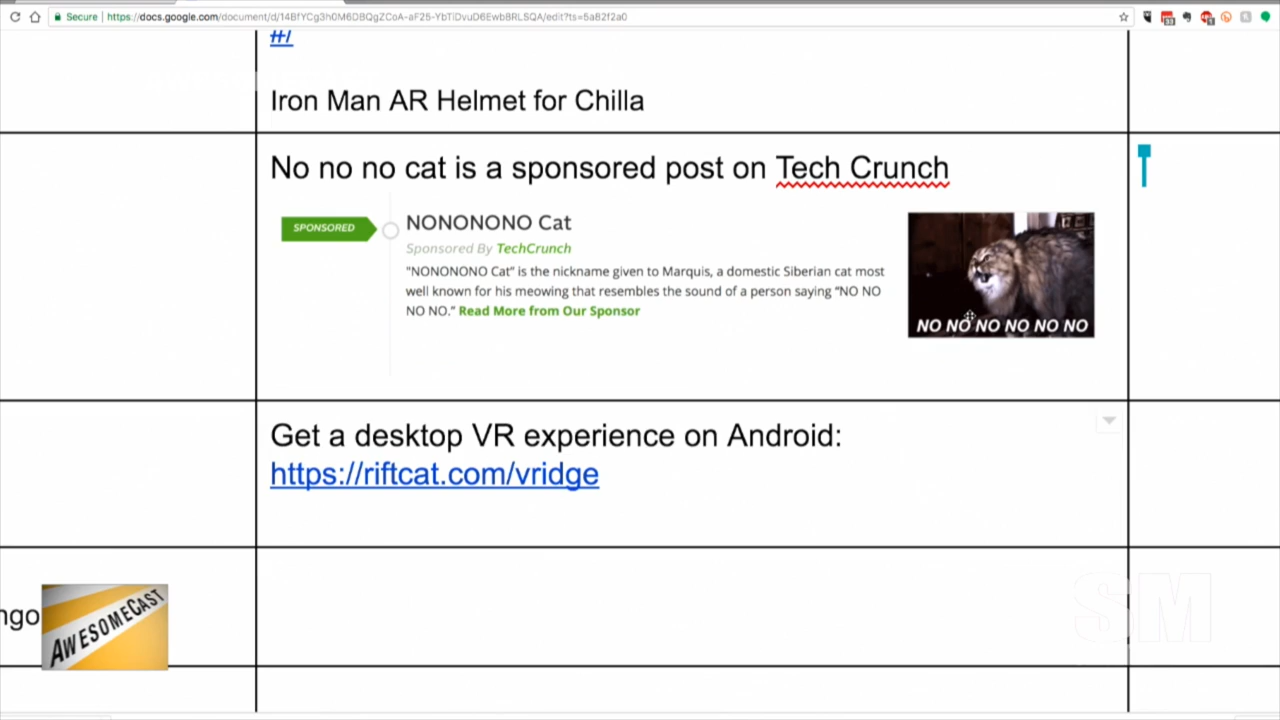 Secure https://docs.google.com/document/d/14BfYCg3h0M6DBQgZCoA-aF25-YbTiDvuD6EwbBRLSQA/edit?ts=5a82f2a0
#/
Iron Man AR Helmet for Chilla
No no no cat is a sponsored post on Tech Crunch
SPONSORED
NONONONO Cat
Sponsored By TechCrunch
"NONONONO Cat" is the nickname given to Marquis, a domestic Siberian cat most
well known for his meowing that resembles the sound of a person saying “NO NO
NO NO.” Read More from Our Sponsor
NO NO NO NO NO NO
Get a desktop VR experience on Android:
https://riftcat.com/vridge
ngo
AWESOMECAST
SM